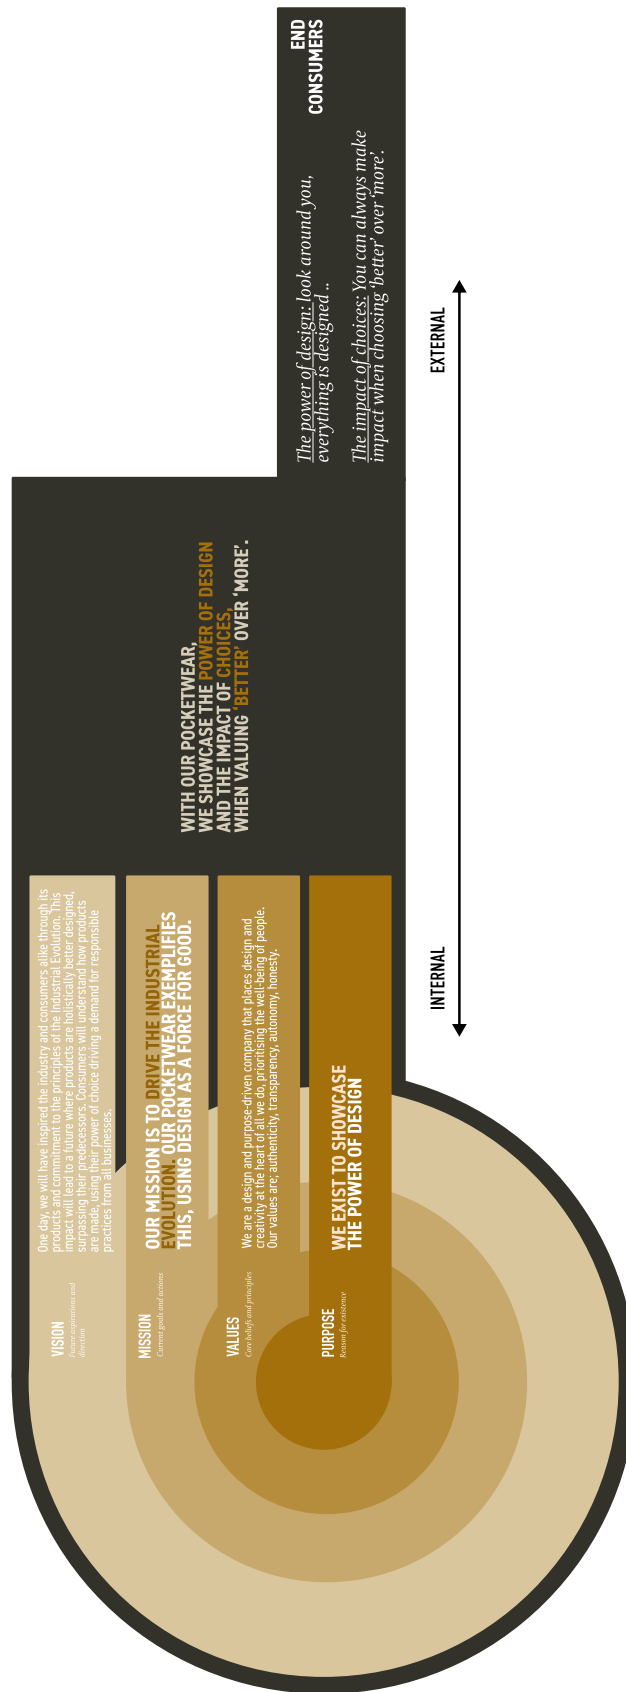 VISION
Future aspirations and
direction
One day, we will have inspired the industry and consumers alike through its
products and commitment to the principles of the Industrial Evolution. This
impact will lead to a future where products are holistically better designed,
surpassing their predecessors. Consumers will understand how products
are made, using their power of choice driving a demand for responsible
practices from all businesses.
MISSION
Current goals and actions
OUR MISSION IS TO DRIVE THE INDUSTRIAL
EVOLUTION. OUR POCKETWEAR EXEMPLIFIES
THIS, USING DESIGN AS A FORCE FOR GOOD.
VALUES
Core beliefs and principles
We are a design and purpose-driven company that places design and
creativity at the heart of all we do, prioritising the well-being of people.
Our values are; authenticity, transparency, autonomy, honesty.
PURPOSE
Reason for existence
WE EXIST TO SHOWCASE
THE POWER OF DESIGN
WITH OUR POCKETWEAR,
WE SHOWCASE THE POWER OF DESIGN
AND THE IMPACT OF CHOICES,
WHEN VALUING ‘BETTER’ OVER ‘MORE’.
END
CONSUMERS
The power of design: look around you,
everything is designed ..
The impact of choices: You can always make
impact when choosing ‘better’ over ‘more’.
INTERNAL
EXTERNAL